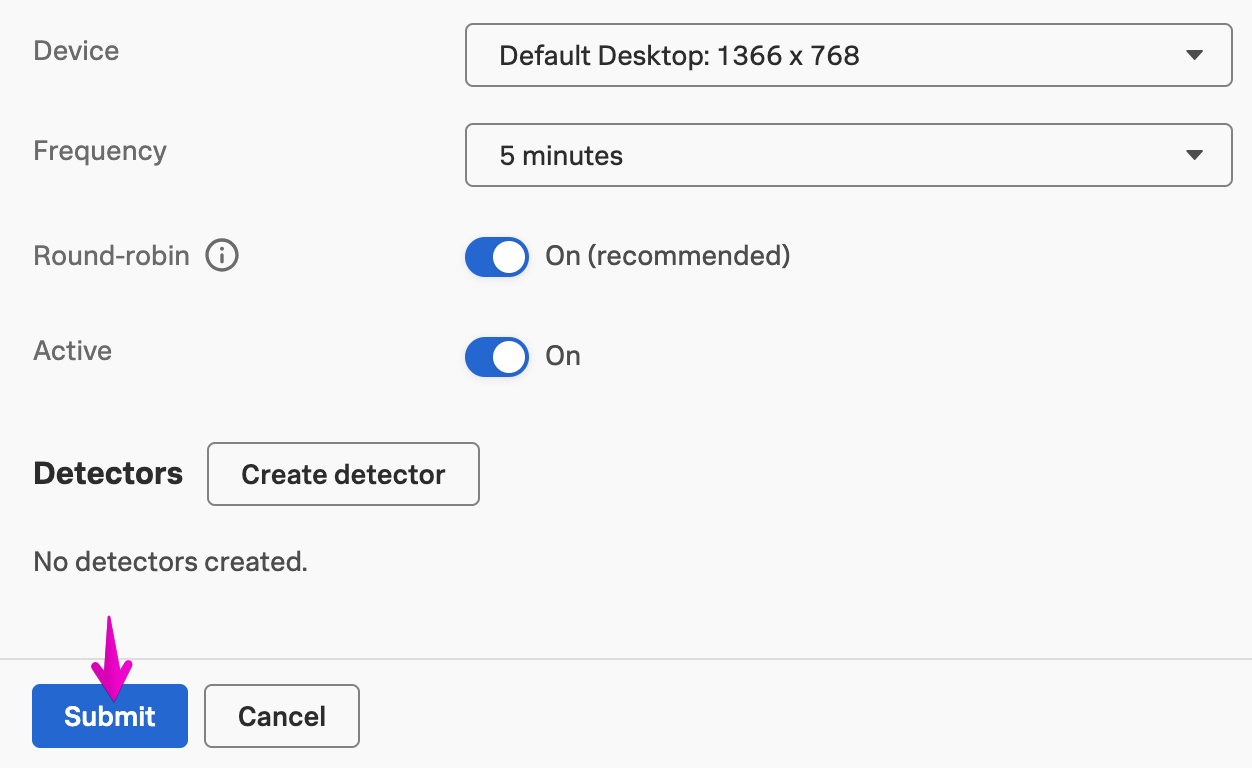 Device
Default Desktop: 1366 x 768
Frequency
5 minutes
Round-robin
On (recommended)
Active
On
Detectors
Create detector
No detectors created.
Submit
Cancel